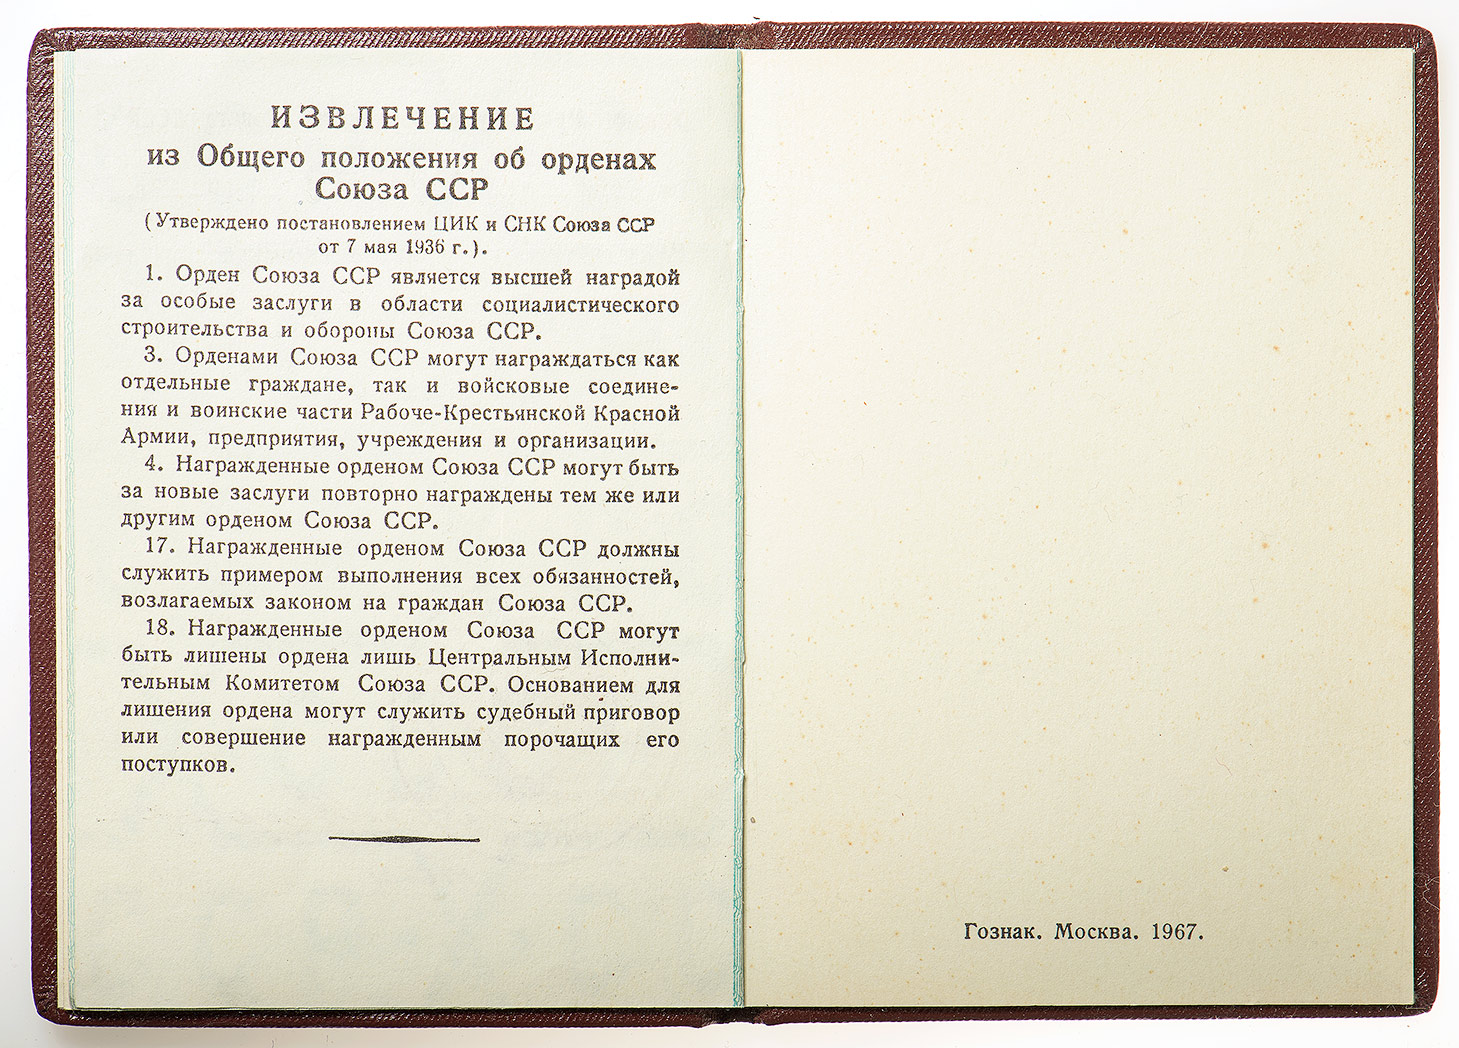 ИЗВЛЕЧЕНИЕ
из Общего положения об орденах
Союза ССР
(Утверждено постановлением ЦИК и СНК Союза ССР
от 7 мая 1936 г.).
1. Орден Союза ССР является высшей наградой
за особые заслуги в области социалистического
строительства и обороны Союза ССР.
3. Орденами Союза ССР могут награждаться как
отдельные граждане, так и войсковые соедине-
ния и воинские части Рабоче-Крестьянской Красной
Армии, предприятия, учреждения и организации.
4. Награжденные орденом Союза ССР могут быть
за новые заслуги повторно награждены тем же или
другим орденом Союза ССР.
17. Награжденные орденом Союза ССР должны
служить примером выполнения всех обязанностей,
возлагаемых законом на граждан Союза ССР.
18. Награжденные орденом Союза ССР могут
быть лишены ордена лишь Центральным Исполни-
тельным Комитетом Союза ССР. Основанием для
лишения ордена могут служить судебный приговор
или совершение награжденным порочащих его
поступков.
Гознак. Москва. 1967.